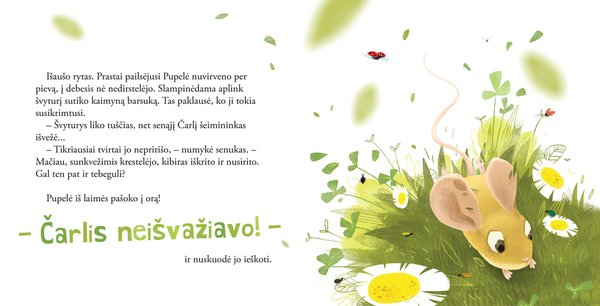 Išaušo rytas. Prastai pailsėjusi Pupelė nuvirveno per
pievą, į debesis nė nedirstelėjo. Slampinėdama aplink
švyturį sutiko kaimyną barsuką. Tas paklausė, ko ji tokia
susikrimtusi.
– Švyturys liko tuščias, net senąjį Čarlį šeimininkas
išvežė...
– Tikriausiai tvirtai jo nepririšo, – numykė senukas. –
Mačiau, sunkvežimis krestelėjo, kibiras iškrito ir nusirito.
Gal ten pat ir tebeguli?
Pupelė iš laimės pašoko į orą!
– Čarlis neišvažiavo! –
ir nuskuodė jo ieškoti.